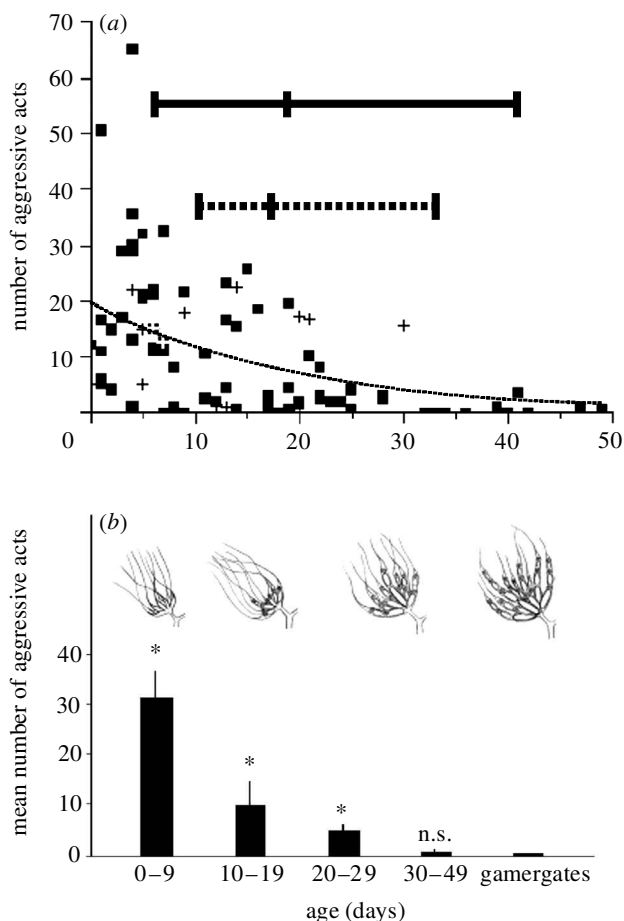 (a)
number of aggressive acts
70
60
50
40
30
20
10
0 10 20 30 40 50
(b)
mean number of aggressive acts
40
30
20
10
0
* * * n.s.
0–9 10–19 20–29 30–49 gamergates
age (days)